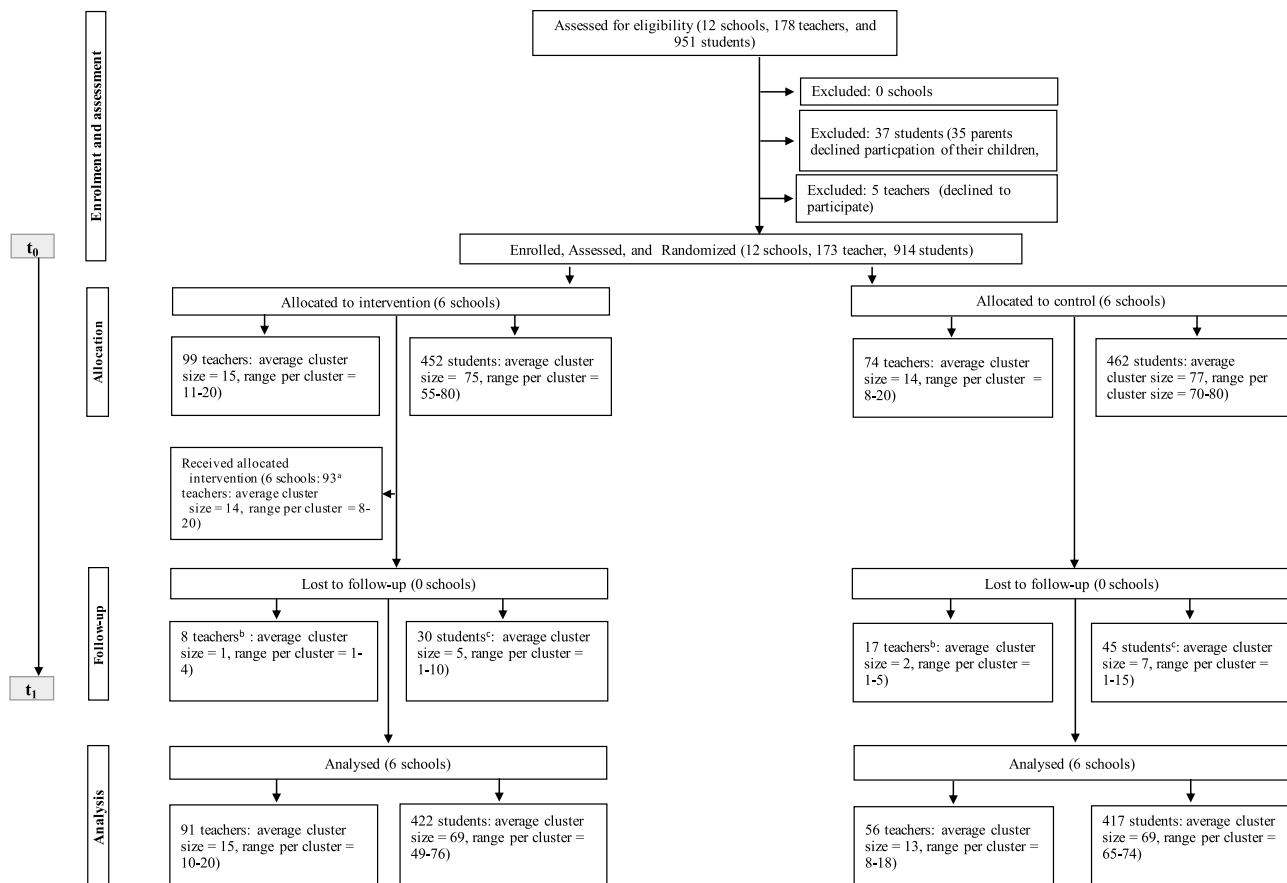 Assessed for eligibility (12 schools, 178 teachers, and
951 students)
Excluded: 0 schools
Excluded: 37 students (35 parents
declined particpation of their children,
Excluded: 5 teachers (declined to
participate)
Enrolment and assessment
t0
Enrolled, Assessed, and Randomized (12 schools, 173 teacher, 914 students)
Allocation
Allocated to intervention (6 schools)
Allocated to control (6 schools)
99 teachers: average cluster
size = 15, range per cluster =
11-20)
452 students: average cluster
size = 75, range per cluster =
55-80)
74 teachers: average cluster
size = 14, range per cluster =
8-20)
462 students: average
cluster size = 77, range per
cluster size = 70-80)
Received allocated
intervention (6 schools: 93a
teachers: average cluster
size = 14, range per cluster = 8-
20)
Follow-up
Lost to follow-up (0 schools)
Lost to follow-up (0 schools)
8 teachersb : average cluster
size = 1, range per cluster = 1-
4)
30 studentsc: average cluster
size = 5, range per cluster =
1-10)
17 teachersb: average cluster
size = 2, range per cluster =
1-5)
45 studentsc: average cluster
size = 7, range per cluster =
1-15)
t1
Analysis
Analysed (6 schools)
Analysed (6 schools)
91 teachers: average cluster
size = 15, range per cluster =
10-20)
422 students: average cluster
size = 69, range per cluster =
49-76)
56 teachers: average cluster
size = 13, range per cluster =
8-18)
417 students: average cluster
size = 69, range per cluster =
65-74)